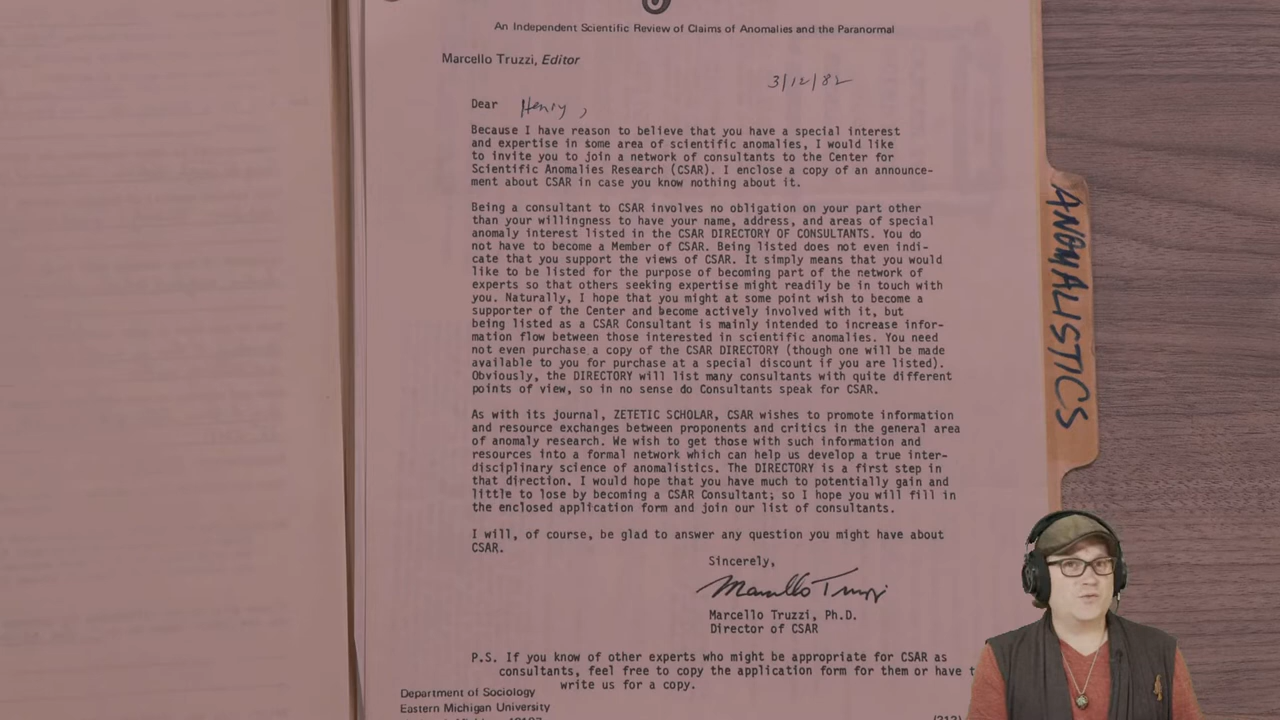 An Independent Scientific Review of Claims of Anomalies and the Paranormal
Marcello Truzzi, Editor
3/12/82
Dear Henry,
Because I have reason to believe that you have a special interest
and expertise in some area of scientific anomalies, I would like
to invite you to join a network of consultants to the Center for
Scientific Anomalies Research (CSAR). I enclose a copy of an announce-
ment about CSAR in case you know nothing about it.
Being a consultant to CSAR involves no obligation on your part other
than your willingness to have your name, address, and areas of special
anomaly interest listed in the CSAR DIRECTORY OF CONSULTANTS. You do
not have to become a Member of CSAR. Being listed does not even indi-
cate that you support the views of CSAR. It simply means that you would
like to be listed for the purpose of becoming part of the network of
experts so that others seeking expertise might readily be in touch with
you. Naturally, I hope that you might at some point wish to become a
supporter of the Center and become actively involved with it, but
being listed as a CSAR Consultant is mainly intended to increase infor-
mation flow between those interested in scientific anomalies. You need
not even purchase a copy of the CSAR DIRECTORY (though one will be made
available to you for purchase at a special discount if you are listed).
Obviously, the DIRECTORY will list many consultants with quite different
points of view, so in no sense do Consultants speak for CSAR.
As with its journal, ZETETIC SCHOLAR, CSAR wishes to promote information
and resource exchanges between proponents and critics in the general area
of anomaly research. We wish to get those with such information and
resources into a formal network which can help us develop a true inter-
disciplinary science of anomalistics. The DIRECTORY is a first step in
that direction. I would hope that you have much to potentially gain and
little to lose by becoming a CSAR Consultant; so I hope you will fill in
the enclosed application form and join our list of consultants.
I will, of course, be glad to answer any question you might have about
CSAR.
Sincerely,
Marcello Truzzi
Marcello Truzzi, Ph.D.
Director of CSAR
P.S. If you know of other experts who might be appropriate for CSAR as
consultants, feel free to copy the application form for them or have t
write us for a copy.
Department of Sociology
Eastern Michigan University
ANOMALISTICS